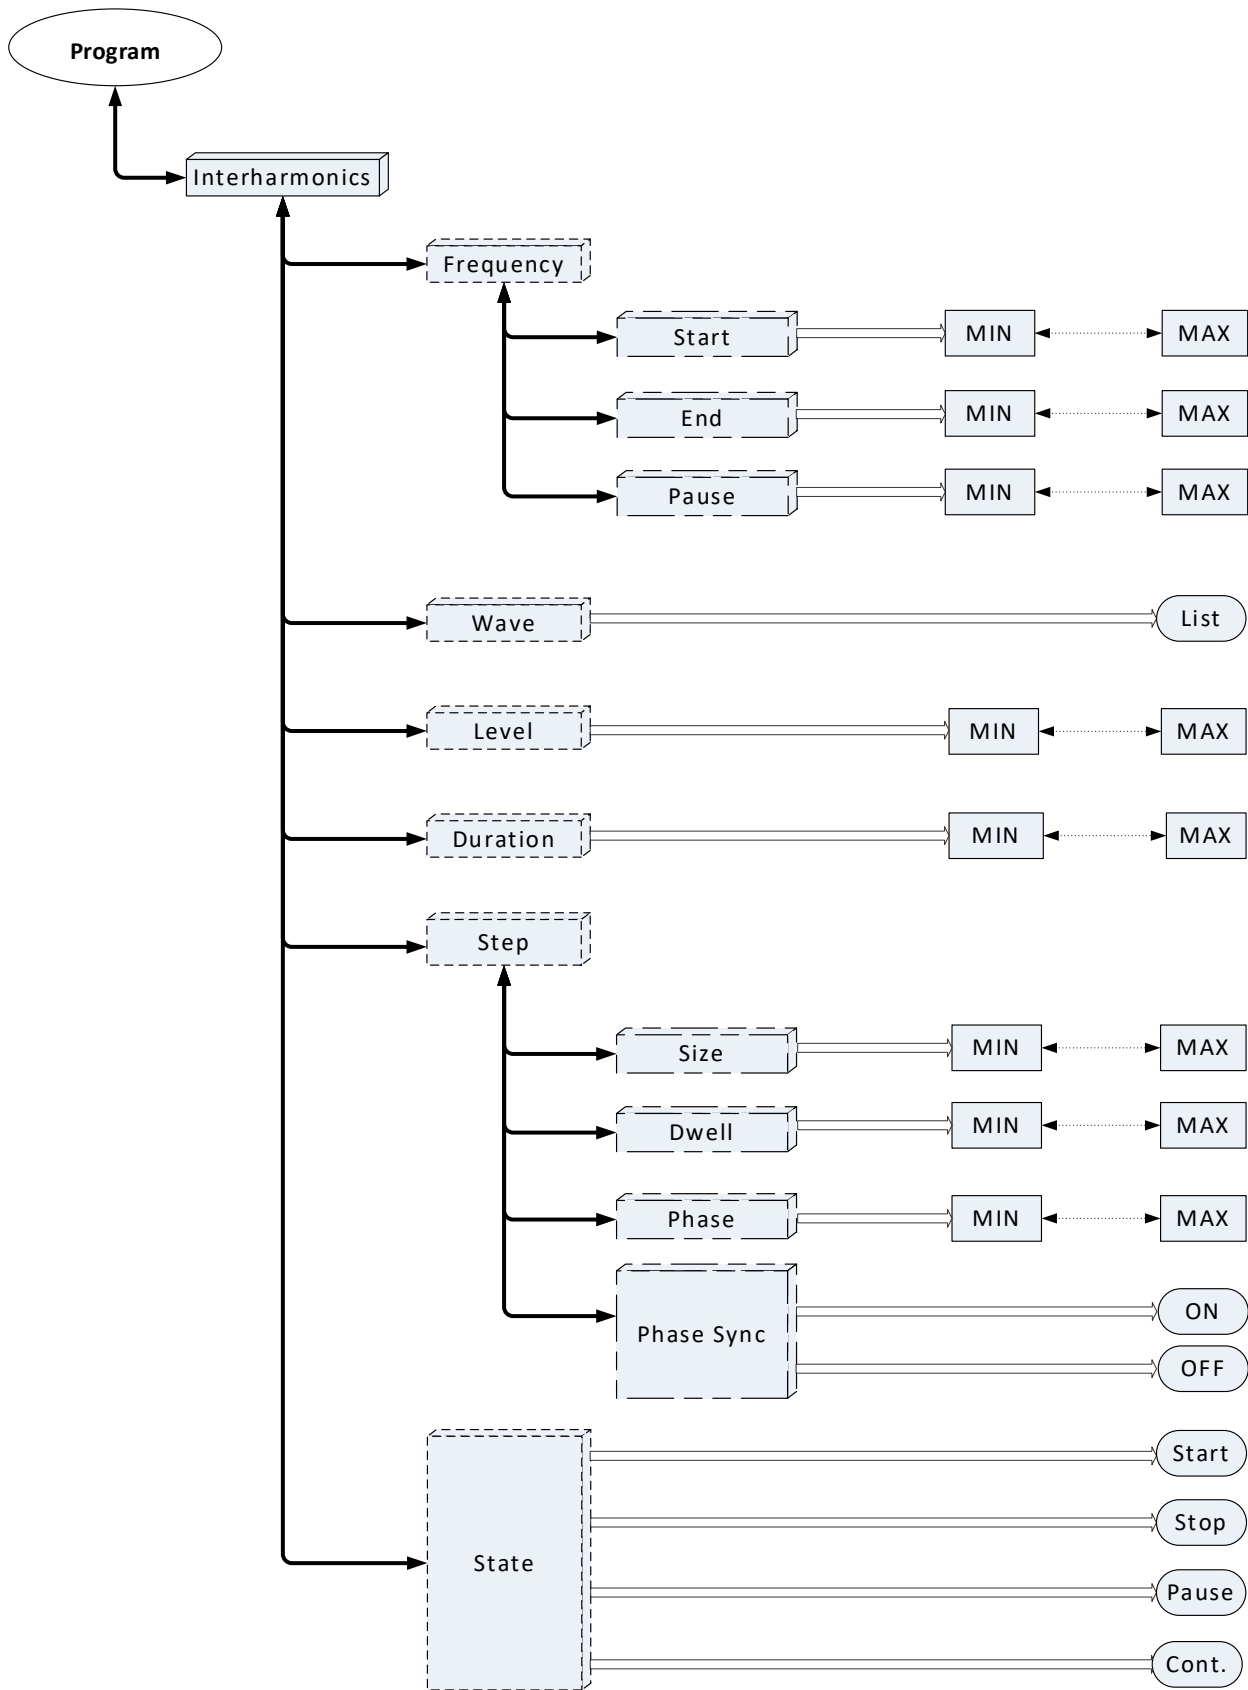 Program
Interharmonics
Frequency
Start MIN MAX
End MIN MAX
Pause MIN MAX
Wave List
Level MIN MAX
Duration MIN MAX
Step
Size MIN MAX
Dwell MIN MAX
Phase MIN MAX
ON
Phase Sync
OFF
Start
Stop
State
Pause
Cont.